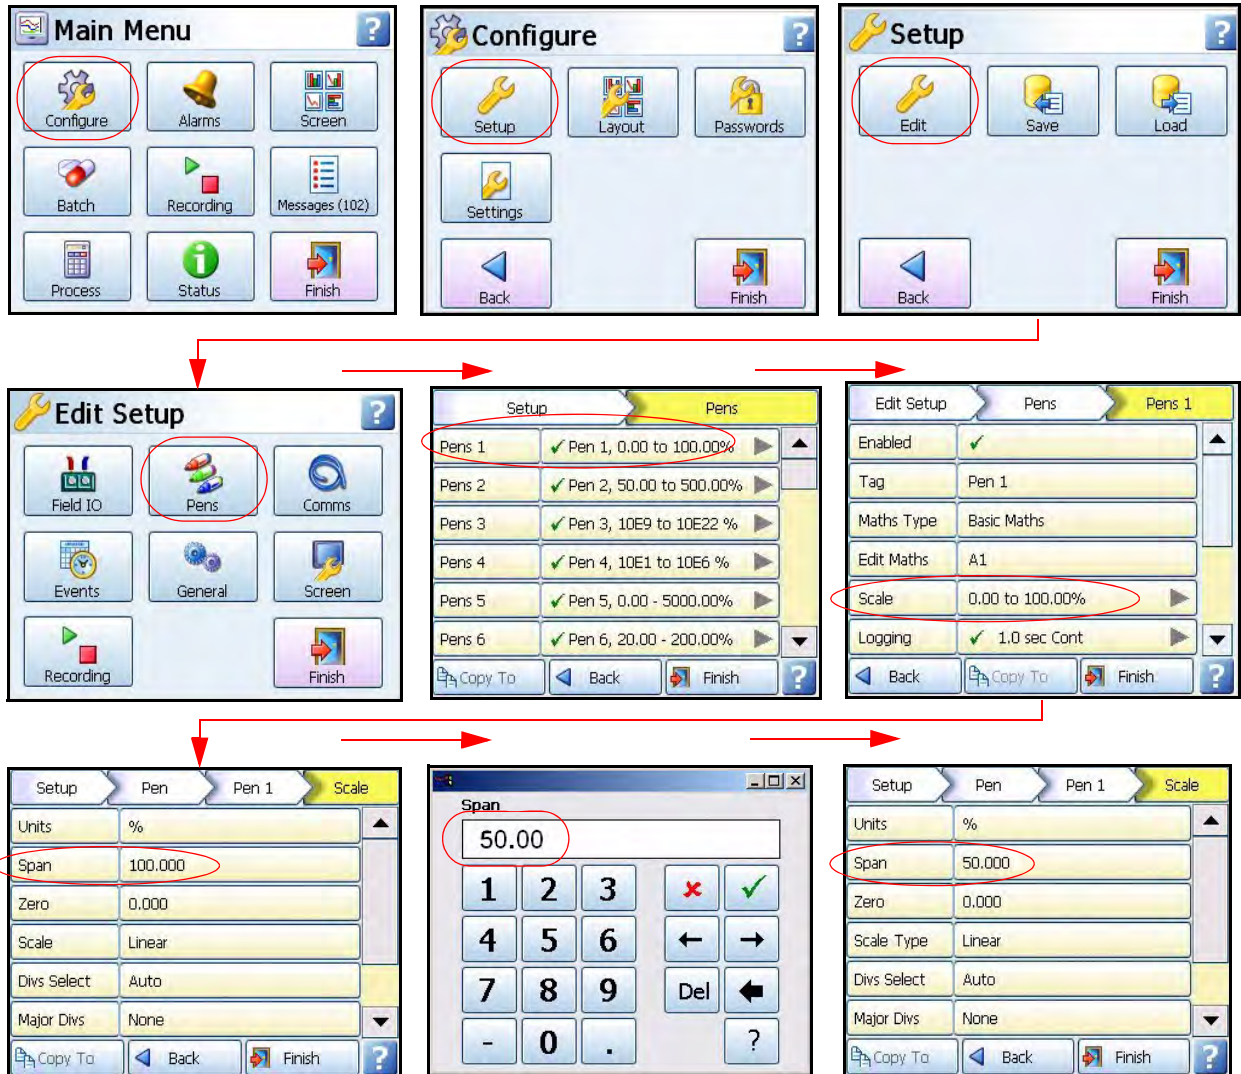 Main Menu ?
Configure Alarms Screen
Batch Recording Messages (102)
Process Status Finish
Configure ?
Setup Layout Passwords
Settings
Back Finish
Setup ?
Edit Save Load
Back Finish
Edit Setup ?
Field IO Pens Comms
Events General Screen
Recording Finish
Setup Pens
Pens 1 Pen 1, 0.00 to 100.00%
Pens 2 Pen 2, 50.00 to 500.00%
Pens 3 Pen 3, 10E9 to 10E22 %
Pens 4 Pen 4, 10E1 to 10E6 %
Pens 5 Pen 5, 0.00 - 5000.00%
Pens 6 Pen 6, 20.00 - 200.00%
Copy To Back Finish ?
Edit Setup Pens Pens 1
Enabled
Tag Pen 1
Maths Type Basic Maths
Edit Maths A1
Scale 0.00 to 100.00%
Logging 1.0 sec Cont
Back Copy To Finish ?
Setup Pen Pen 1 Scale
Units %
Span 100.000
Zero 0.000
Scale Linear
Divs Select Auto
Major Divs None
Copy To Back Finish ?
Span
50.00
1 2 3
4 5 6
7 8 9 Del
- 0 . ?
Setup Pen Pen 1 Scale
Units %
Span 50.000
Zero 0.000
Scale Type Linear
Divs Select Auto
Major Divs None
Copy To Back Finish ?